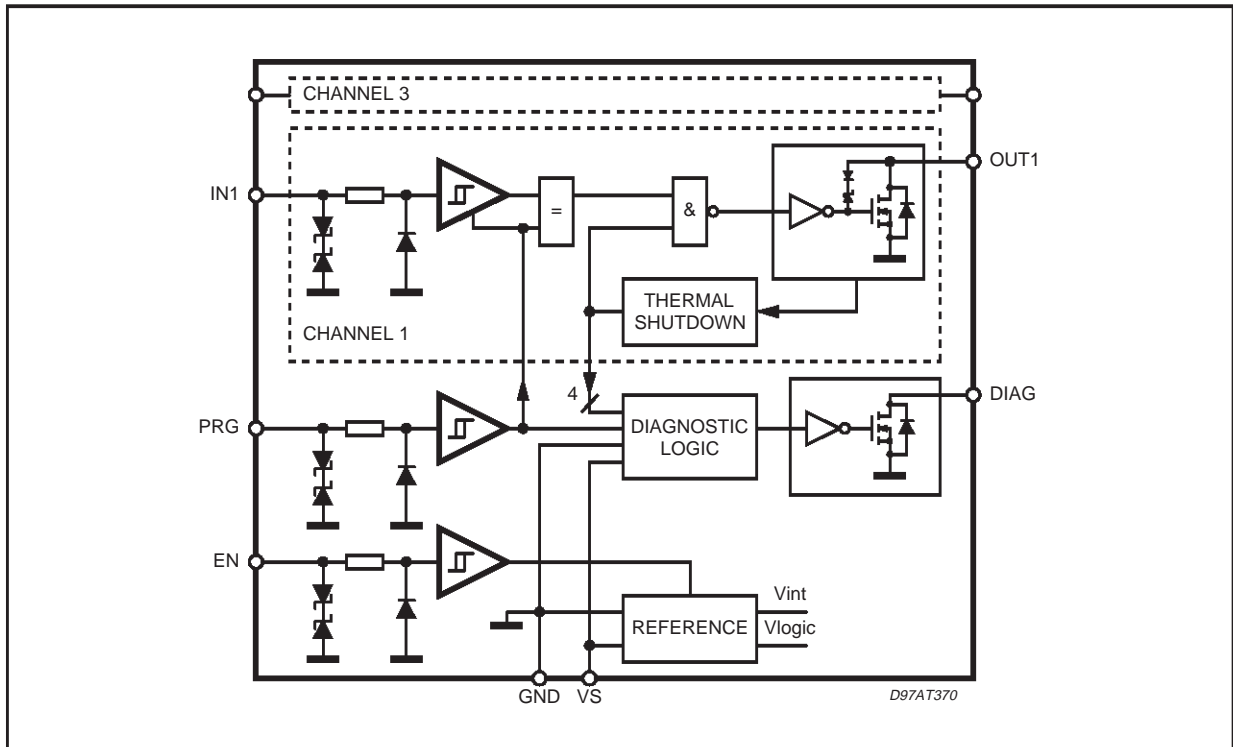 CHANNEL 3
OUT1
IN1
=
&
THERMAL
SHUTDOWN
CHANNEL 1
4
DIAG
PRG
DIAGNOSTIC
LOGIC
EN
Vint
REFERENCE
Vlogic
GND
VS
D97AT370